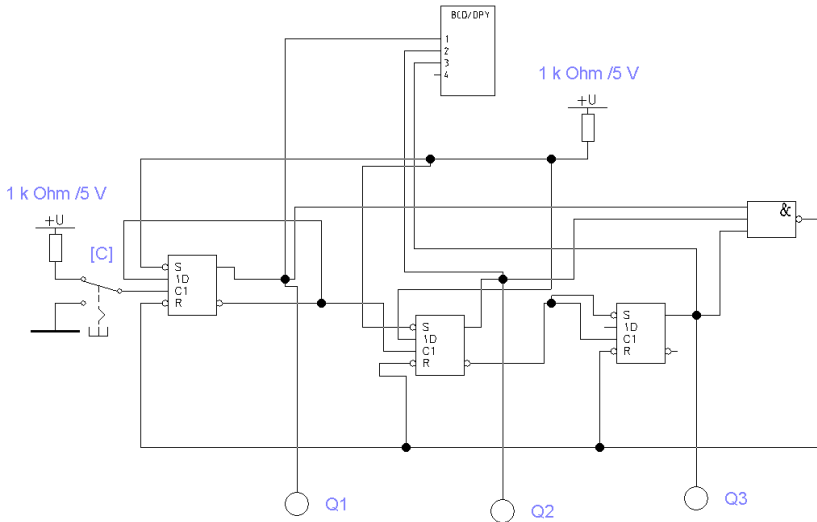 BCD/DPY
1
2
3
4
1 k Ohm /5 V
+U
1 k Ohm /5 V
+U
[C]
&
S
1D
C1
R
S
1D
C1
R
S
1D
C1
R
Q1
Q2
Q3